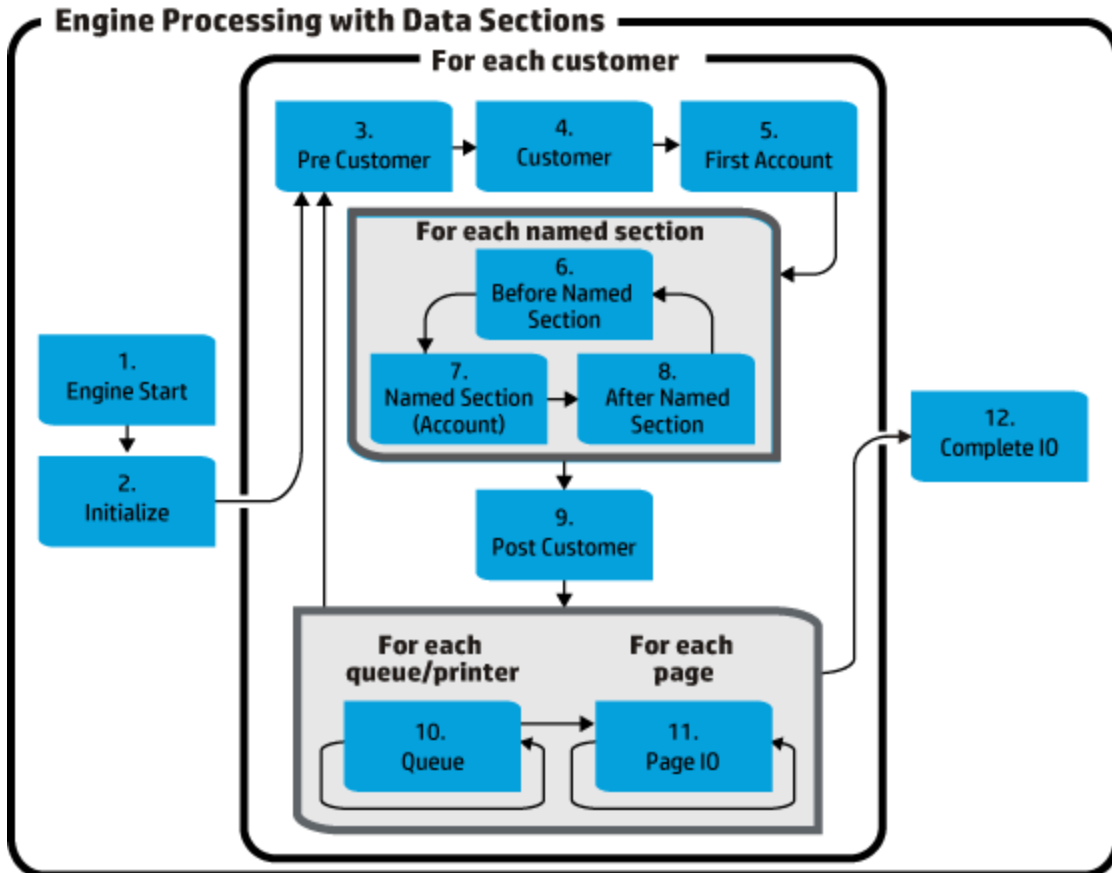 Engine Processing with Data Sections
For each customer
3.
Pre Customer
4.
Customer
5.
First Account
For each named section
6.
Before Named
Section
7.
Named Section
(Account)
8.
After Named
Section
1.
Engine Start
2.
Initialize
9.
Post Customer
For each
queue/printer
For each
page
10.
Queue
11.
Page IO
12.
Complete IO